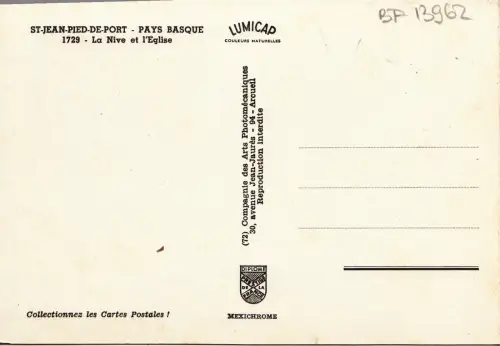 ST-JEAN-PIED-DE-PORT - PAYS BASQUE
1729 - La Nive et l'Eglise
LUMICAP
COULEURS NATURELLES
BP 13962
(72) Compagnie des Arts Photomécaniques
30, avenue Jean-Jaurès - 94 - Arcueil
Reproduction interdite
Collectionnez les Cartes Postales !
MEXICHROME